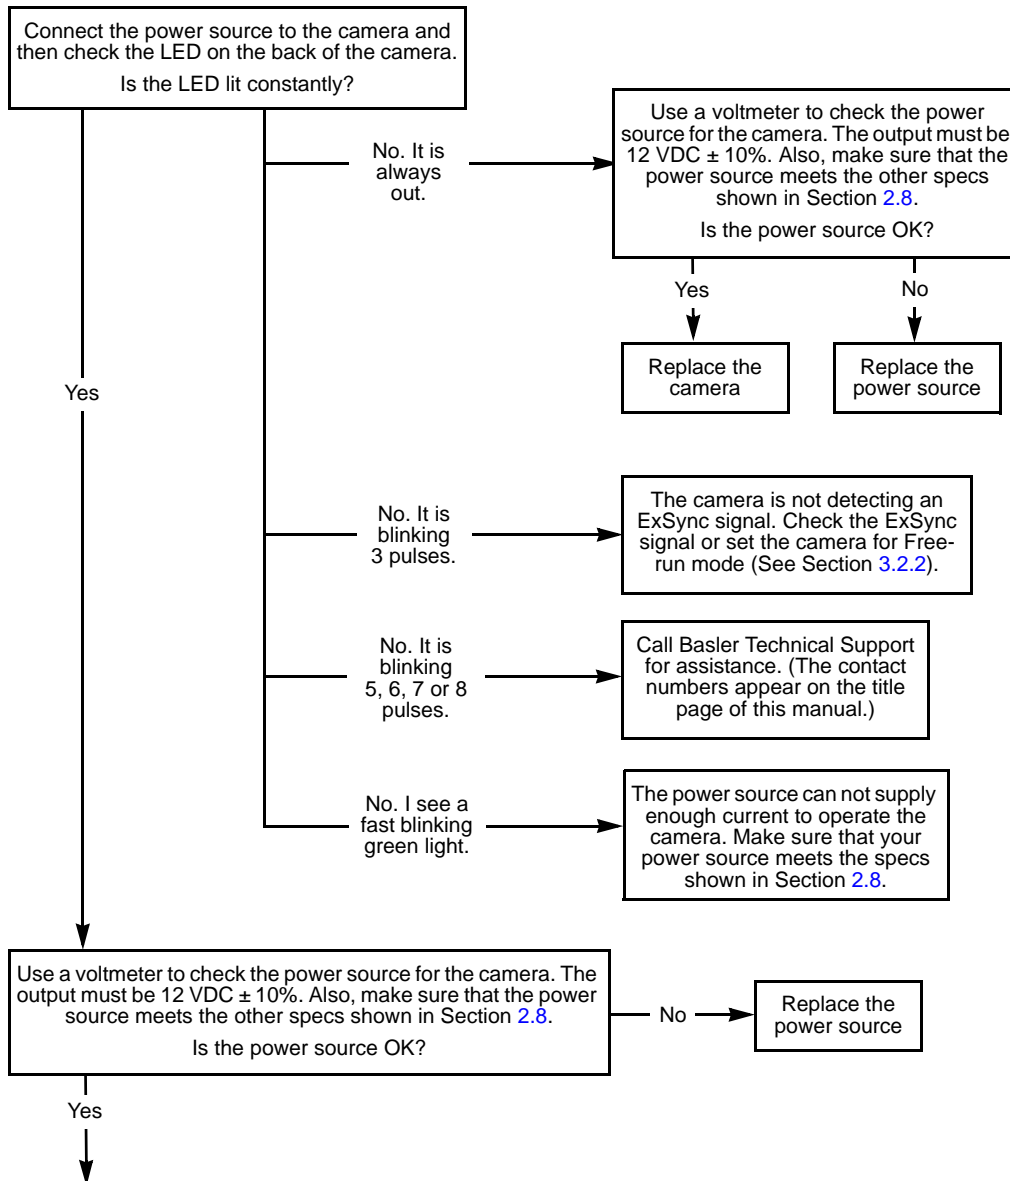 Connect the power source to the camera and
then check the LED on the back of the camera.
Is the LED lit constantly?
No. It is
always
out.
Use a voltmeter to check the power
source for the camera. The output must be
12 VDC ± 10%. Also, make sure that the
power source meets the other specs
shown in Section 2.8.
Is the power source OK?
Yes
No
Replace the
camera
Replace the
power source
Yes
No. It is
blinking
3 pulses.
The camera is not detecting an
ExSync signal. Check the ExSync
signal or set the camera for Free-
run mode (See Section 3.2.2).
No. It is
blinking
5, 6, 7 or 8
pulses.
Call Basler Technical Support
for assistance. (The contact
numbers appear on the title
page of this manual.)
No. I see a
fast blinking
green light.
The power source can not supply
enough current to operate the
camera. Make sure that your
power source meets the specs
shown in Section 2.8.
Use a voltmeter to check the power source for the camera. The
output must be 12 VDC ± 10%. Also, make sure that the power
source meets the other specs shown in Section 2.8.
Is the power source OK?
No
Replace the
power source
Yes